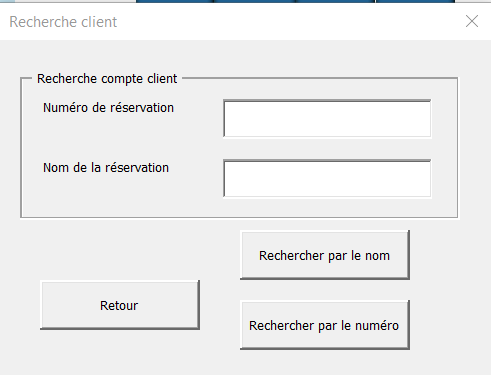 Recherche client
Recherche compte client
Numéro de réservation
Nom de la réservation
Rechercher par le nom
Retour
Rechercher par le numéro